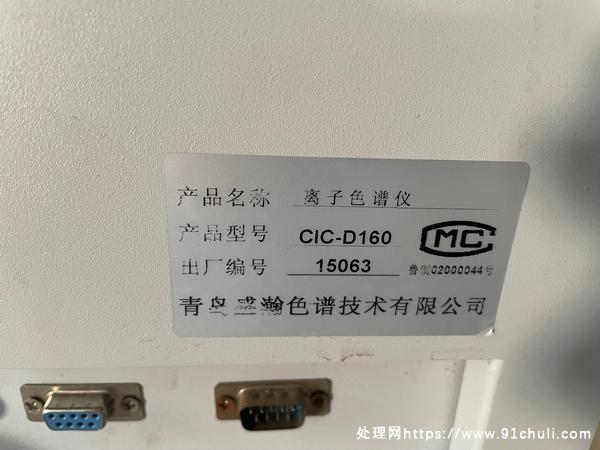 产品名称 离子色谱仪
产品型号 CIC-D160
MC
出厂编号 15063
鲁制02000044号
青岛盛瀚色谱技术有限公司
处理网https://www.91chuli.com/